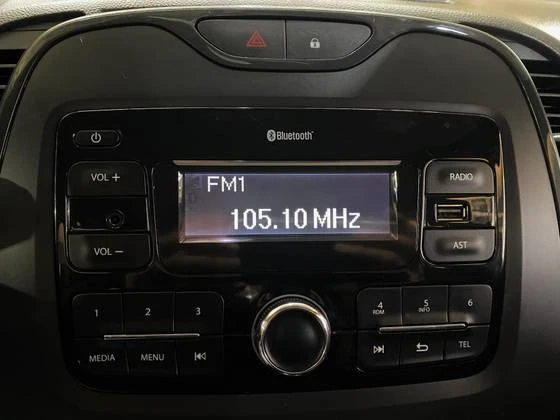 Bluetooth
VOL +
FM1
105.10 MHz
RADIO
VOL −
AST
1 2 3
4 RDM 5 INFO 6
MEDIA MENU
TEL